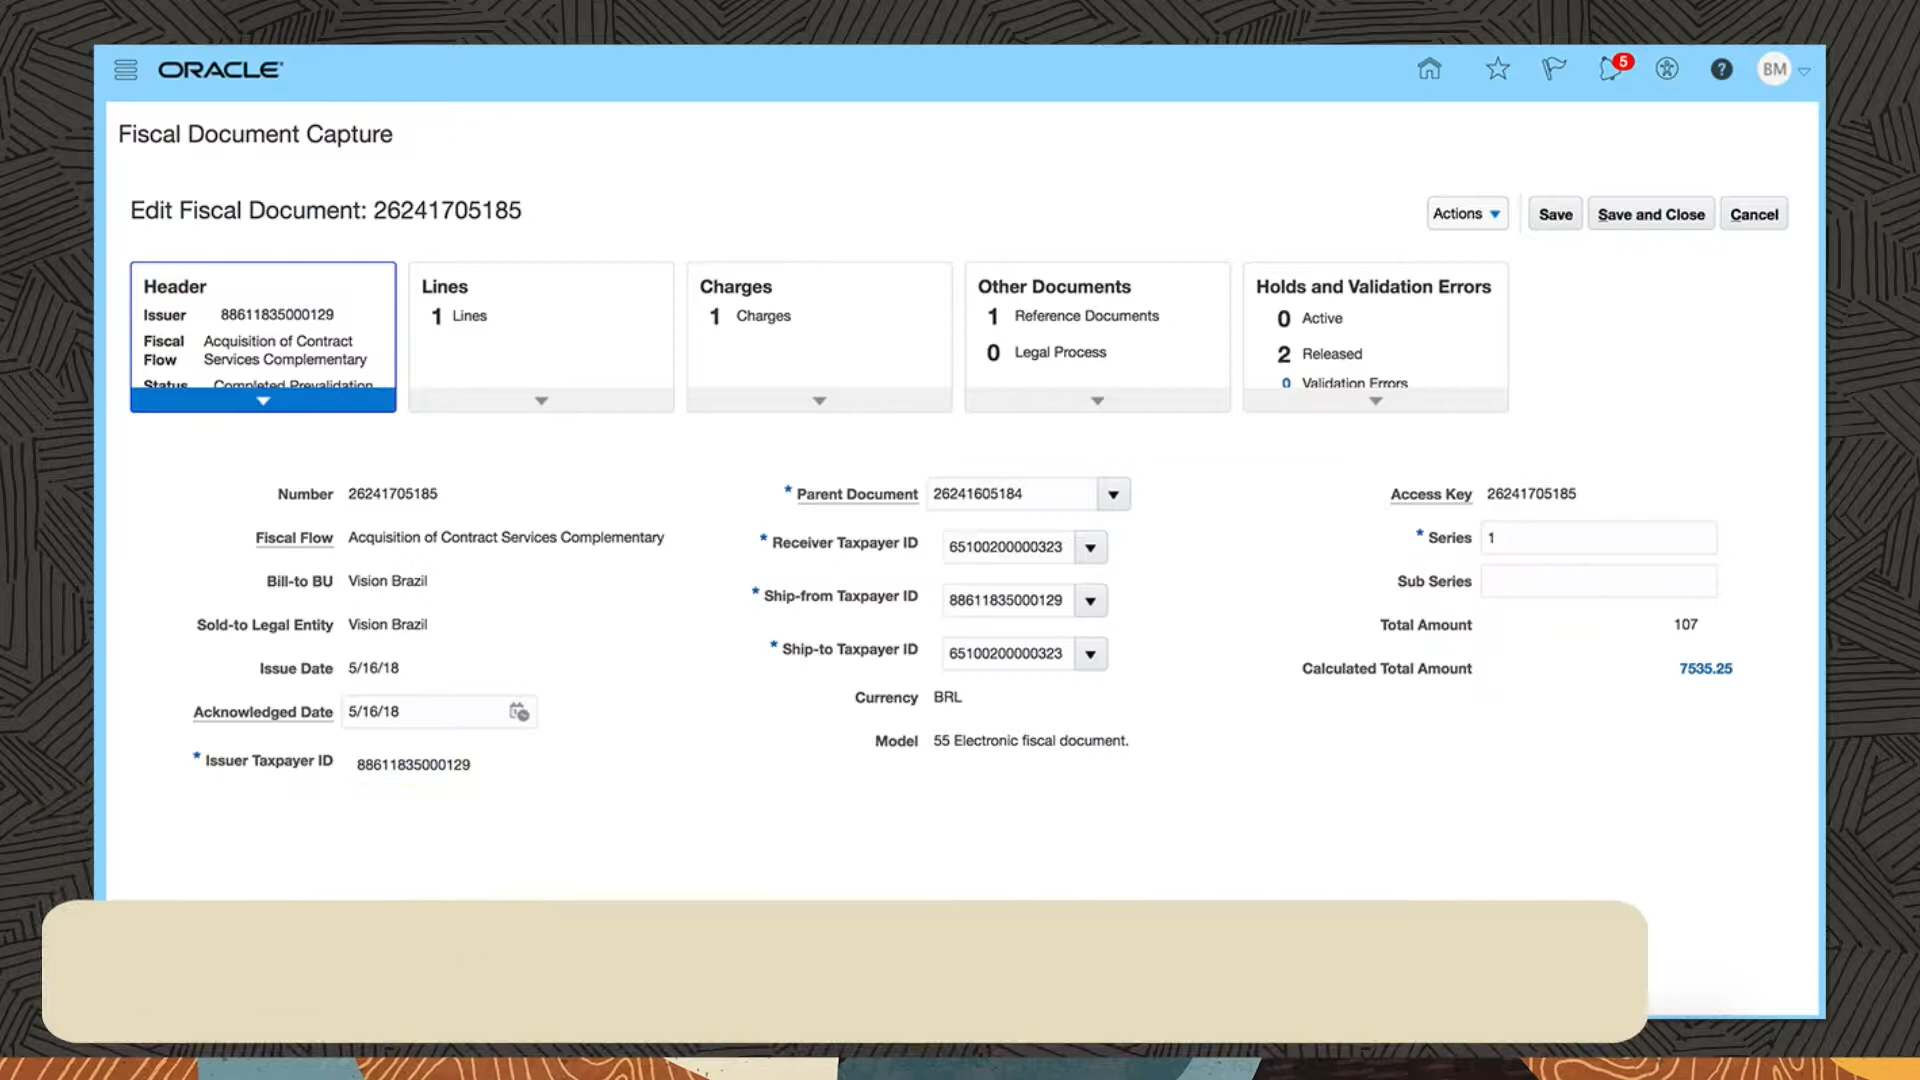 ORACLE
5
?
BM
Fiscal Document Capture
Edit Fiscal Document: 26241705185
Actions
Save
Save and Close
Cancel
Header
Issuer 88611835000129
Fiscal Flow Acquisition of Contract Services Complementary
Status Completed Prevalidation
Lines
1 Lines
Charges
1 Charges
Other Documents
1 Reference Documents
0 Legal Process
Holds and Validation Errors
0 Active
2 Released
0 Validation Errors
Number 26241705185
Fiscal Flow Acquisition of Contract Services Complementary
Bill-to BU Vision Brazil
Sold-to Legal Entity Vision Brazil
Issue Date 5/16/18
Acknowledged Date 5/16/18
* Issuer Taxpayer ID 88611835000129
* Parent Document 26241605184
* Receiver Taxpayer ID 65100200000323
* Ship-from Taxpayer ID 88611835000129
* Ship-to Taxpayer ID 65100200000323
Currency BRL
Model 55 Electronic fiscal document.
Access Key 26241705185
* Series 1
Sub Series
Total Amount 107
Calculated Total Amount 7535.25